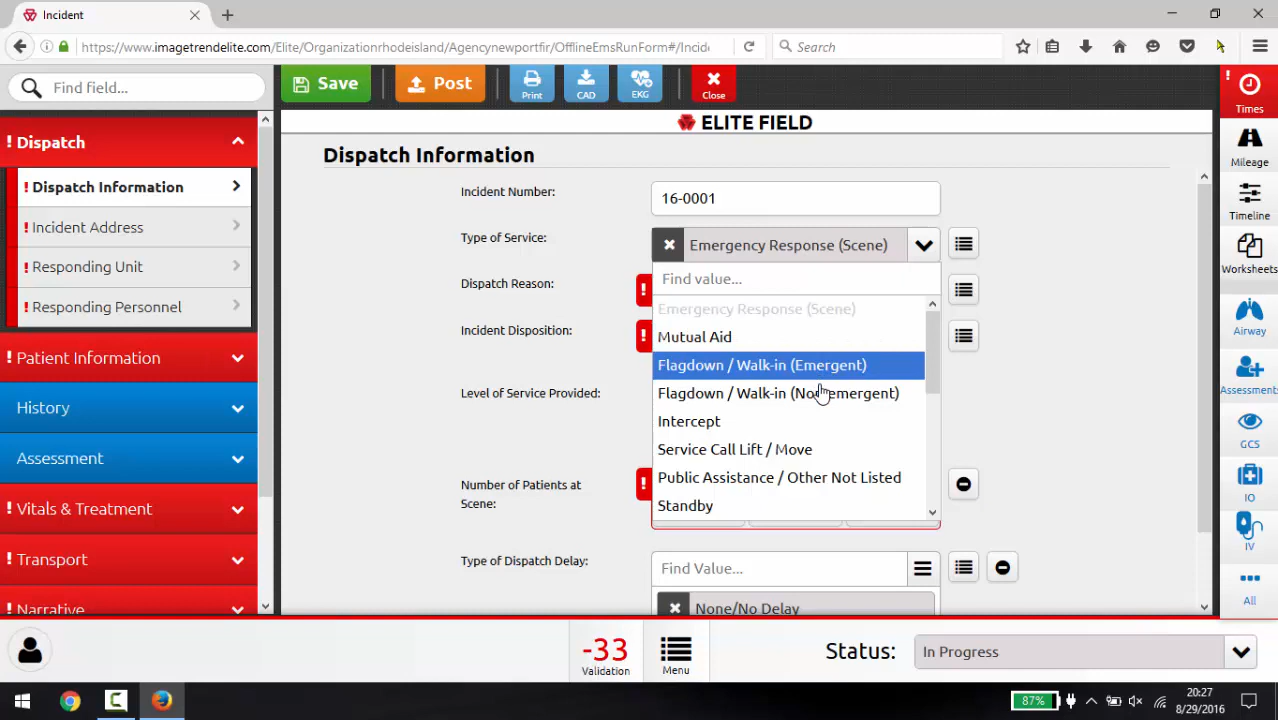 Incident
https://www.imagetrendelite.com/Elite/Organizationrhodeisland/Agencynewportfir/OfflineEmsRunForm#/Incide
Search
Find field...
Save
Post
Print
CAD
EKG
Close
Times
Mileage
Timeline
Worksheets
Airway
Assessments
GCS
IO
IV
All
ELITE FIELD
! Dispatch
! Dispatch Information
! Incident Address
! Responding Unit
! Responding Personnel
! Patient Information
History
Assessment
! Vitals & Treatment
! Transport
! Narrative
Dispatch Information
Incident Number:
16-0001
Type of Service:
Emergency Response (Scene)
Find value...
Emergency Response (Scene)
Mutual Aid
Flagdown / Walk-in (Emergent)
Flagdown / Walk-in (Non emergent)
Intercept
Service Call Lift / Move
Public Assistance / Other Not Listed
Standby
Dispatch Reason:
Incident Disposition:
Level of Service Provided:
Number of Patients at
Scene:
Type of Dispatch Delay:
Find Value...
None/No Delay
-33
Validation
Menu
Status:
In Progress
87%
20:27
8/29/2016